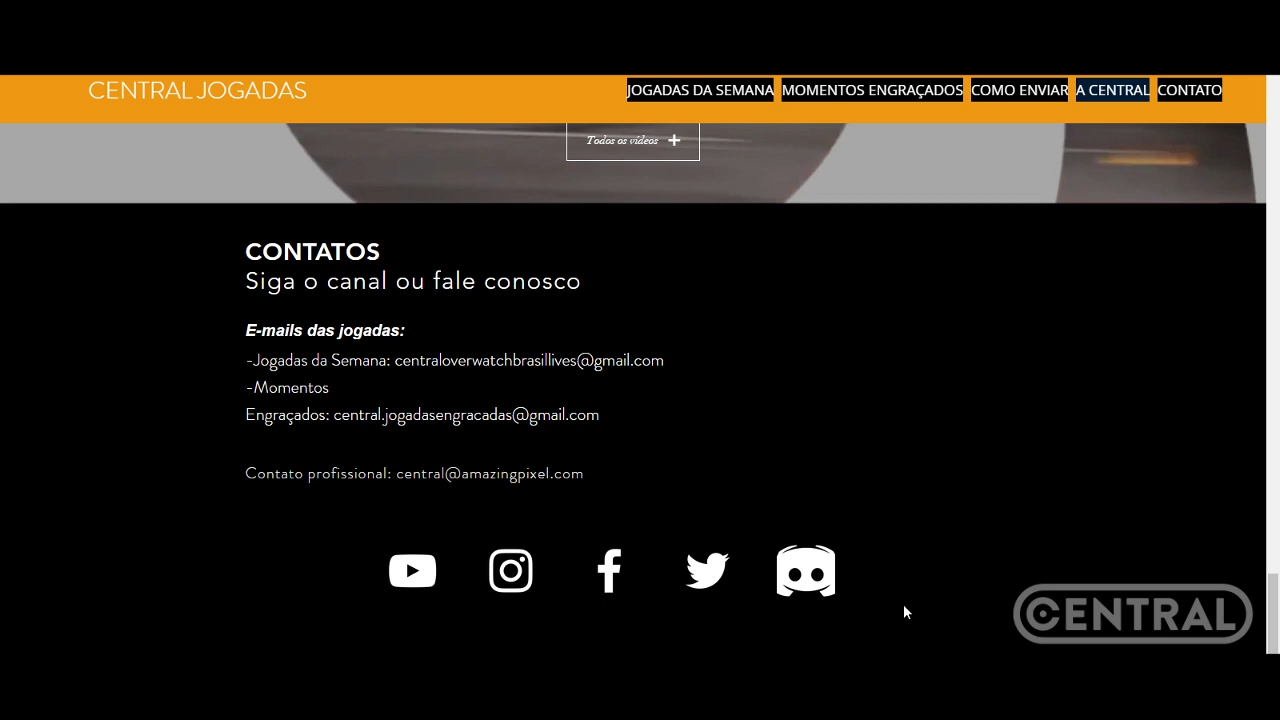 CENTRAL JOGADAS
JOGADAS DA SEMANA MOMENTOS ENGRAÇADOS COMO ENVIAR A CENTRAL CONTATO
Todos os vídeos +
CONTATOS
Siga o canal ou fale conosco
E-mails das jogadas:
-Jogadas da Semana: centraloverwatchbrasillives@gmail.com
-Momentos
Engraçados: central.jogadasengracadas@gmail.com
Contato profissional: central@amazingpixel.com
CENTRAL